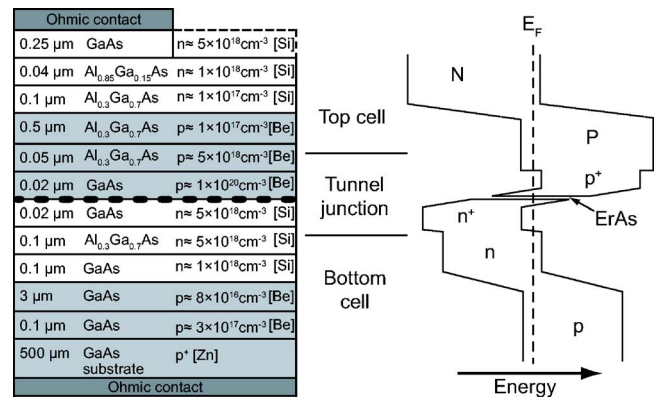 Ohmic contact
0.25 µm GaAs n≈ 5×10¹⁸cm⁻³ [Si]
0.04 µm Al₀.₈₅Ga₀.₁₅As n≈ 1×10¹⁸cm⁻³ [Si]
0.1 µm Al₀.₃Ga₀.₇As n≈ 1×10¹⁷cm⁻³ [Si]
0.5 µm Al₀.₃Ga₀.₇As p≈ 1×10¹⁷cm⁻³[Be]
0.05 µm Al₀.₃Ga₀.₇As p≈ 5×10¹⁸cm⁻³[Be]
0.02 µm GaAs p≈ 1×10²⁰cm⁻³[Be]
0.02 µm GaAs n≈ 5×10¹⁸cm⁻³ [Si]
0.1 µm Al₀.₃Ga₀.₇As n≈ 5×10¹⁸cm⁻³ [Si]
0.1 µm GaAs n≈ 1×10¹⁸cm⁻³ [Si]
3 µm GaAs p≈ 8×10¹⁶cm⁻³ [Be]
0.1 µm GaAs p≈ 3×10¹⁷cm⁻³ [Be]
500 µm GaAs p⁺ [Zn]
substrate
Ohmic contact
Top cell
Tunnel
junction
Bottom
cell
E_F
N
P
p⁺
ErAs
n⁺
n
p
Energy